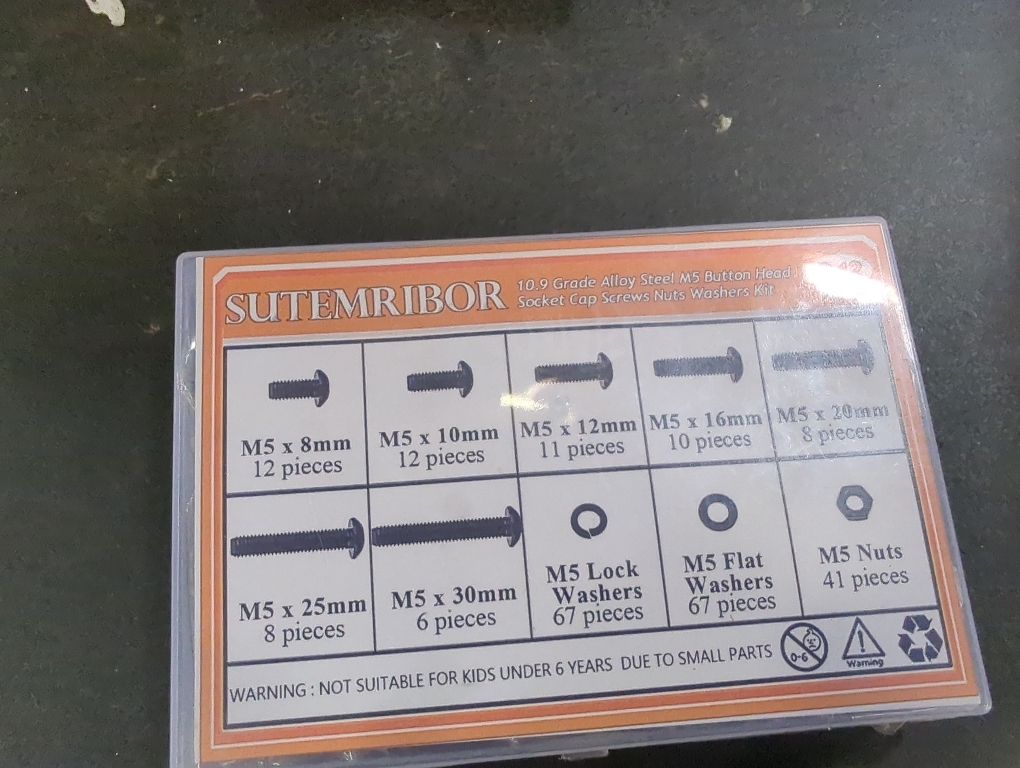 SUTEMRIBOR
10.9 Grade Alloy Steel M5 Button Head
Socket Cap Screws Nuts Washers Kit
M5 x 8mm
12 pieces
M5 x 10mm
12 pieces
M5 x 12mm
11 pieces
M5 x 16mm
10 pieces
M5 x 20mm
8 pieces
M5 x 25mm
8 pieces
M5 x 30mm
6 pieces
M5 Lock
Washers
67 pieces
M5 Flat
Washers
67 pieces
M5 Nuts
41 pieces
WARNING : NOT SUITABLE FOR KIDS UNDER 6 YEARS DUE TO SMALL PARTS
0-6
Warning